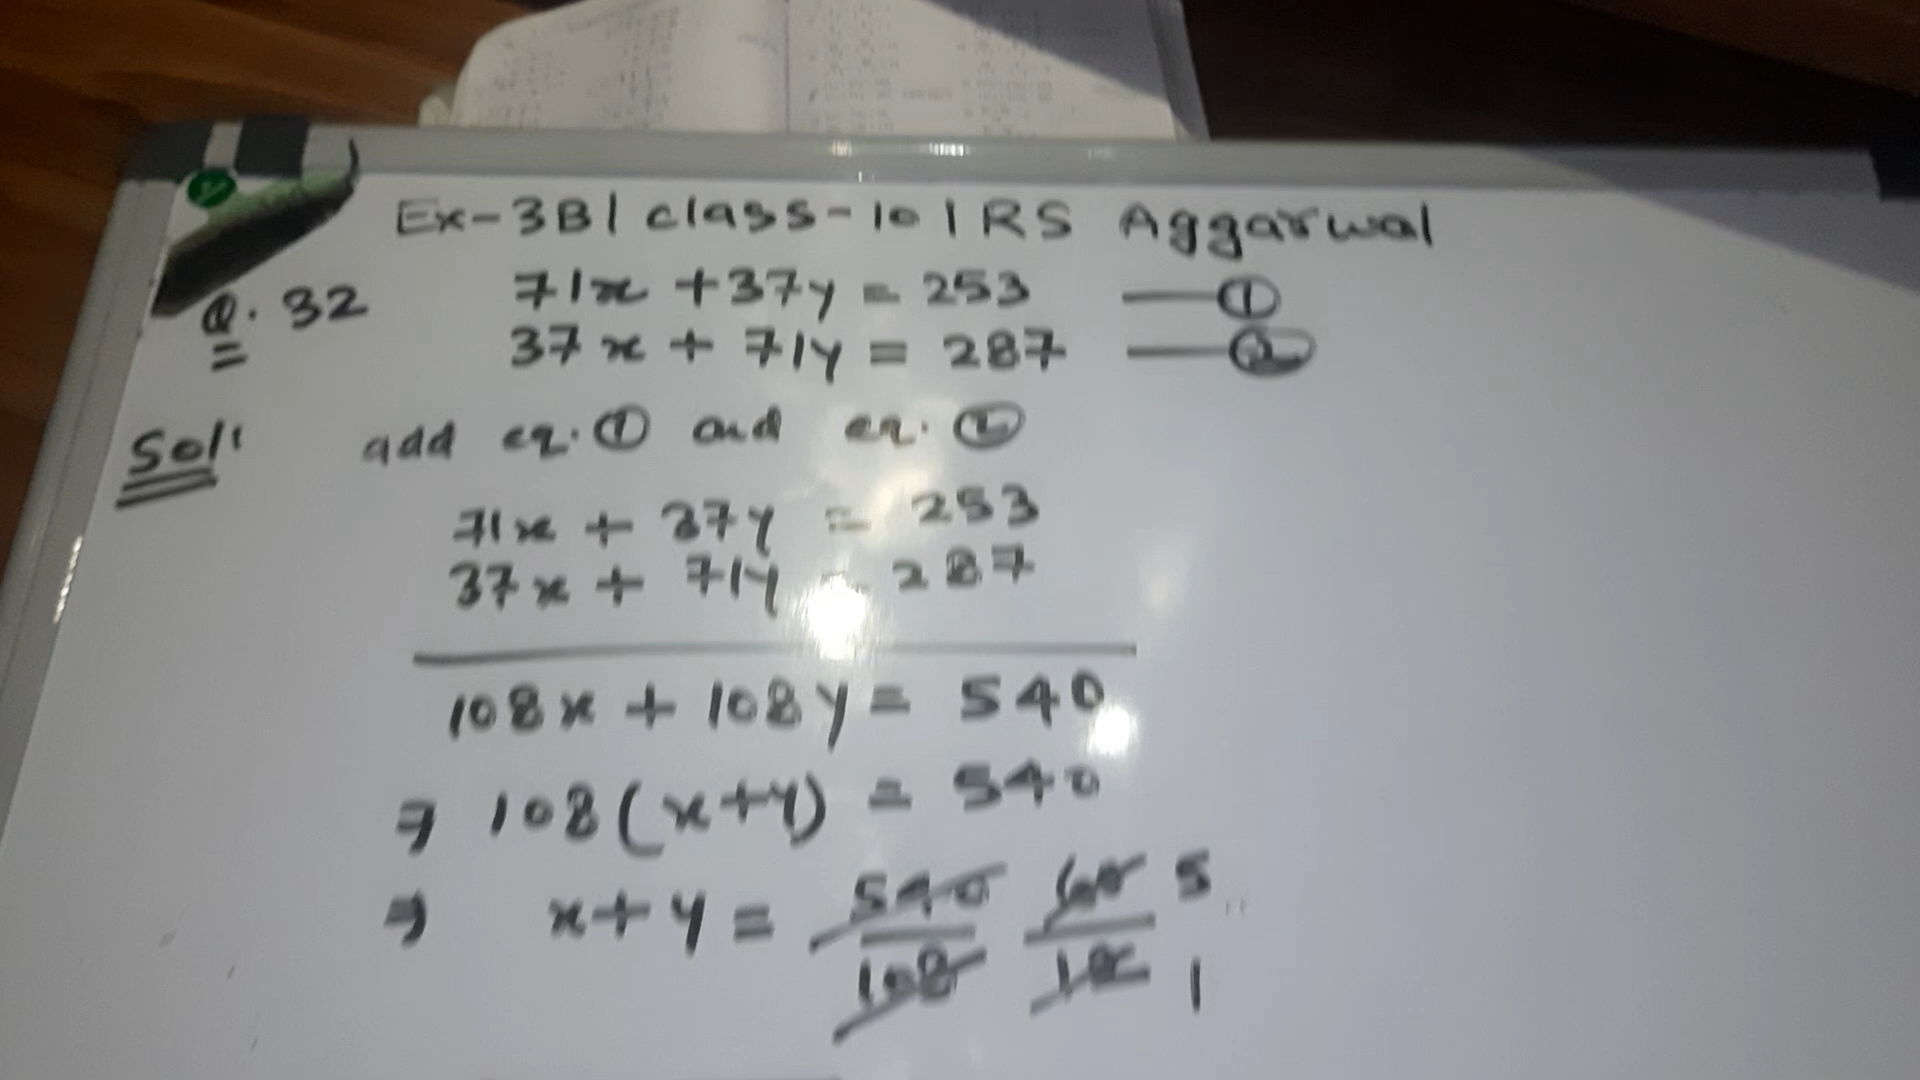 Ex-3B | class-10 | RS Aggarwal
Q. 32 71x + 37y = 253 — ①
37x + 71y = 287 — ②
Sol: add eq. ① and eq. ②
71x + 37y = 253
37x + 71y = 287
108x + 108y = 540
⇒ 108(x+y) = 540
⇒ x+y = 540/108 60/12 5/1